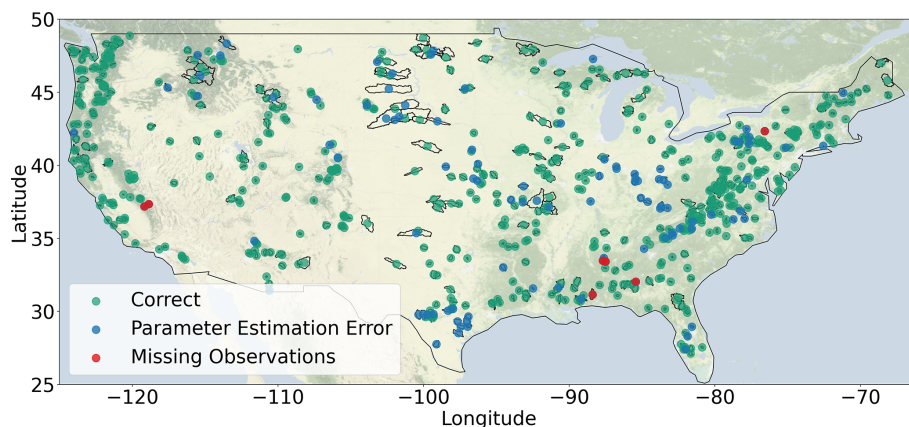 50
45
40
35
30
25
Latitude
Correct
Parameter Estimation Error
Missing Observations
−120
−110
−100
−90
−80
−70
Longitude